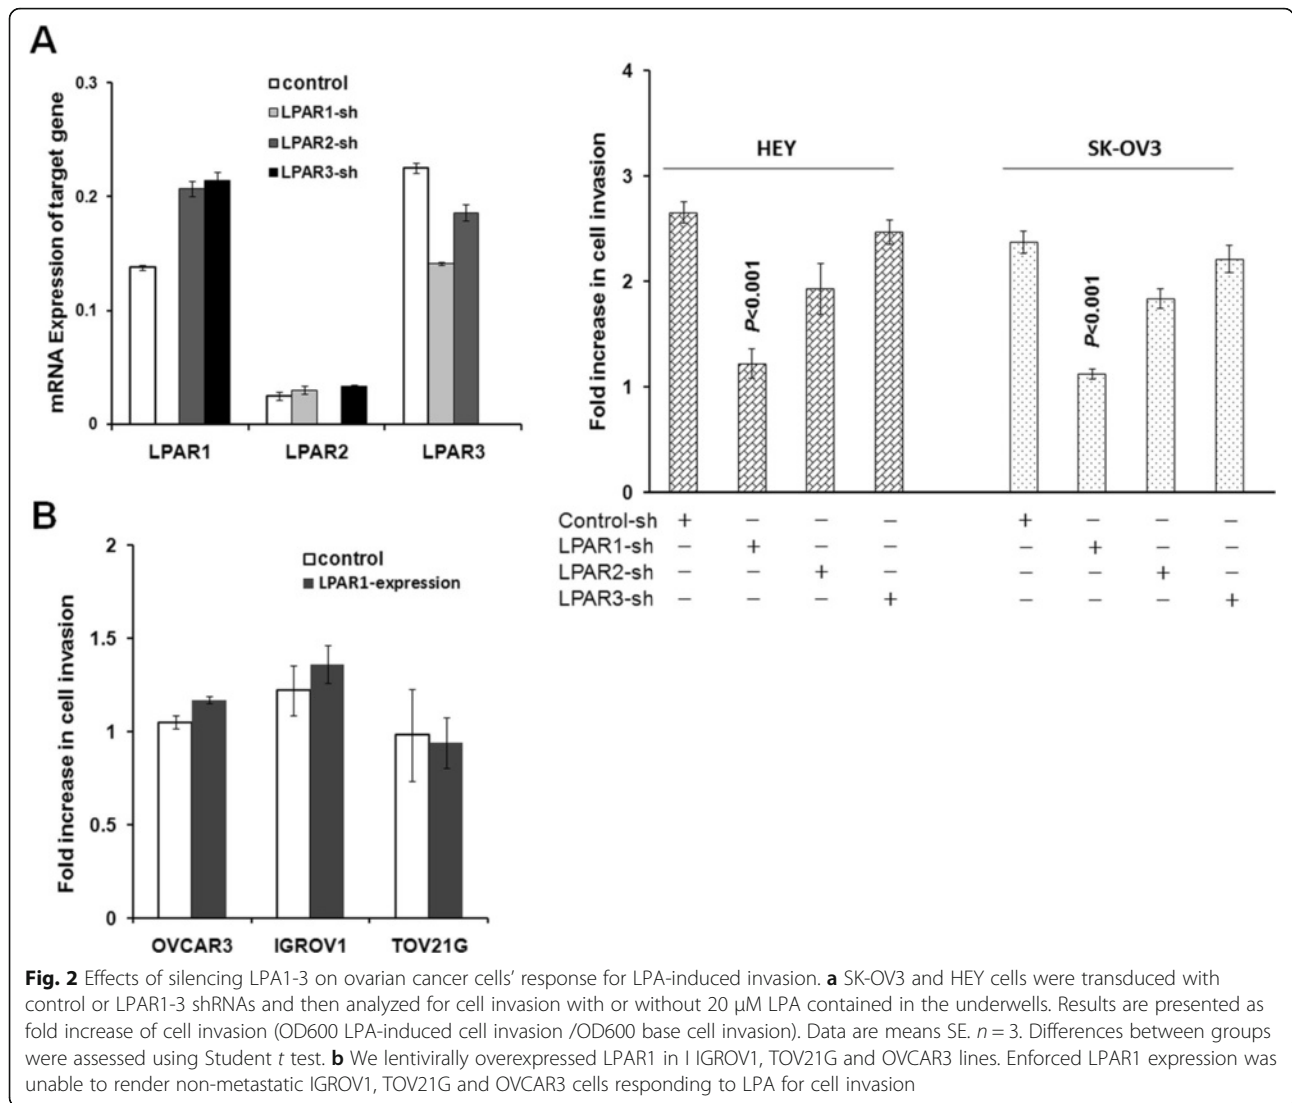 A
mRNA Expression of target gene
0.3
0.2
0.1
0
control
LPAR1-sh
LPAR2-sh
LPAR3-sh
LPAR1 LPAR2 LPAR3
Fold increase in cell invasion
4
3
2
1
0
HEY SK-OV3
P<0.001 P<0.001
Control-sh + − − − + − − −
LPAR1-sh − + − − − + − −
LPAR2-sh − − + − − − + −
LPAR3-sh − − − + − − − +
B
Fold increase in cell invasion
2
1.5
1
0.5
0
control
LPAR1-expression
OVCAR3 IGROV1 TOV21G
Fig. 2 Effects of silencing LPA1-3 on ovarian cancer cells' response for LPA-induced invasion. a SK-OV3 and HEY cells were transduced with
control or LPAR1-3 shRNAs and then analyzed for cell invasion with or without 20 μM LPA contained in the underwells. Results are presented as
fold increase of cell invasion (OD600 LPA-induced cell invasion /OD600 base cell invasion). Data are means SE. n = 3. Differences between groups
were assessed using Student t test. b We lentivirally overexpressed LPAR1 in I IGROV1, TOV21G and OVCAR3 lines. Enforced LPAR1 expression was
unable to render non-metastatic IGROV1, TOV21G and OVCAR3 cells responding to LPA for cell invasion